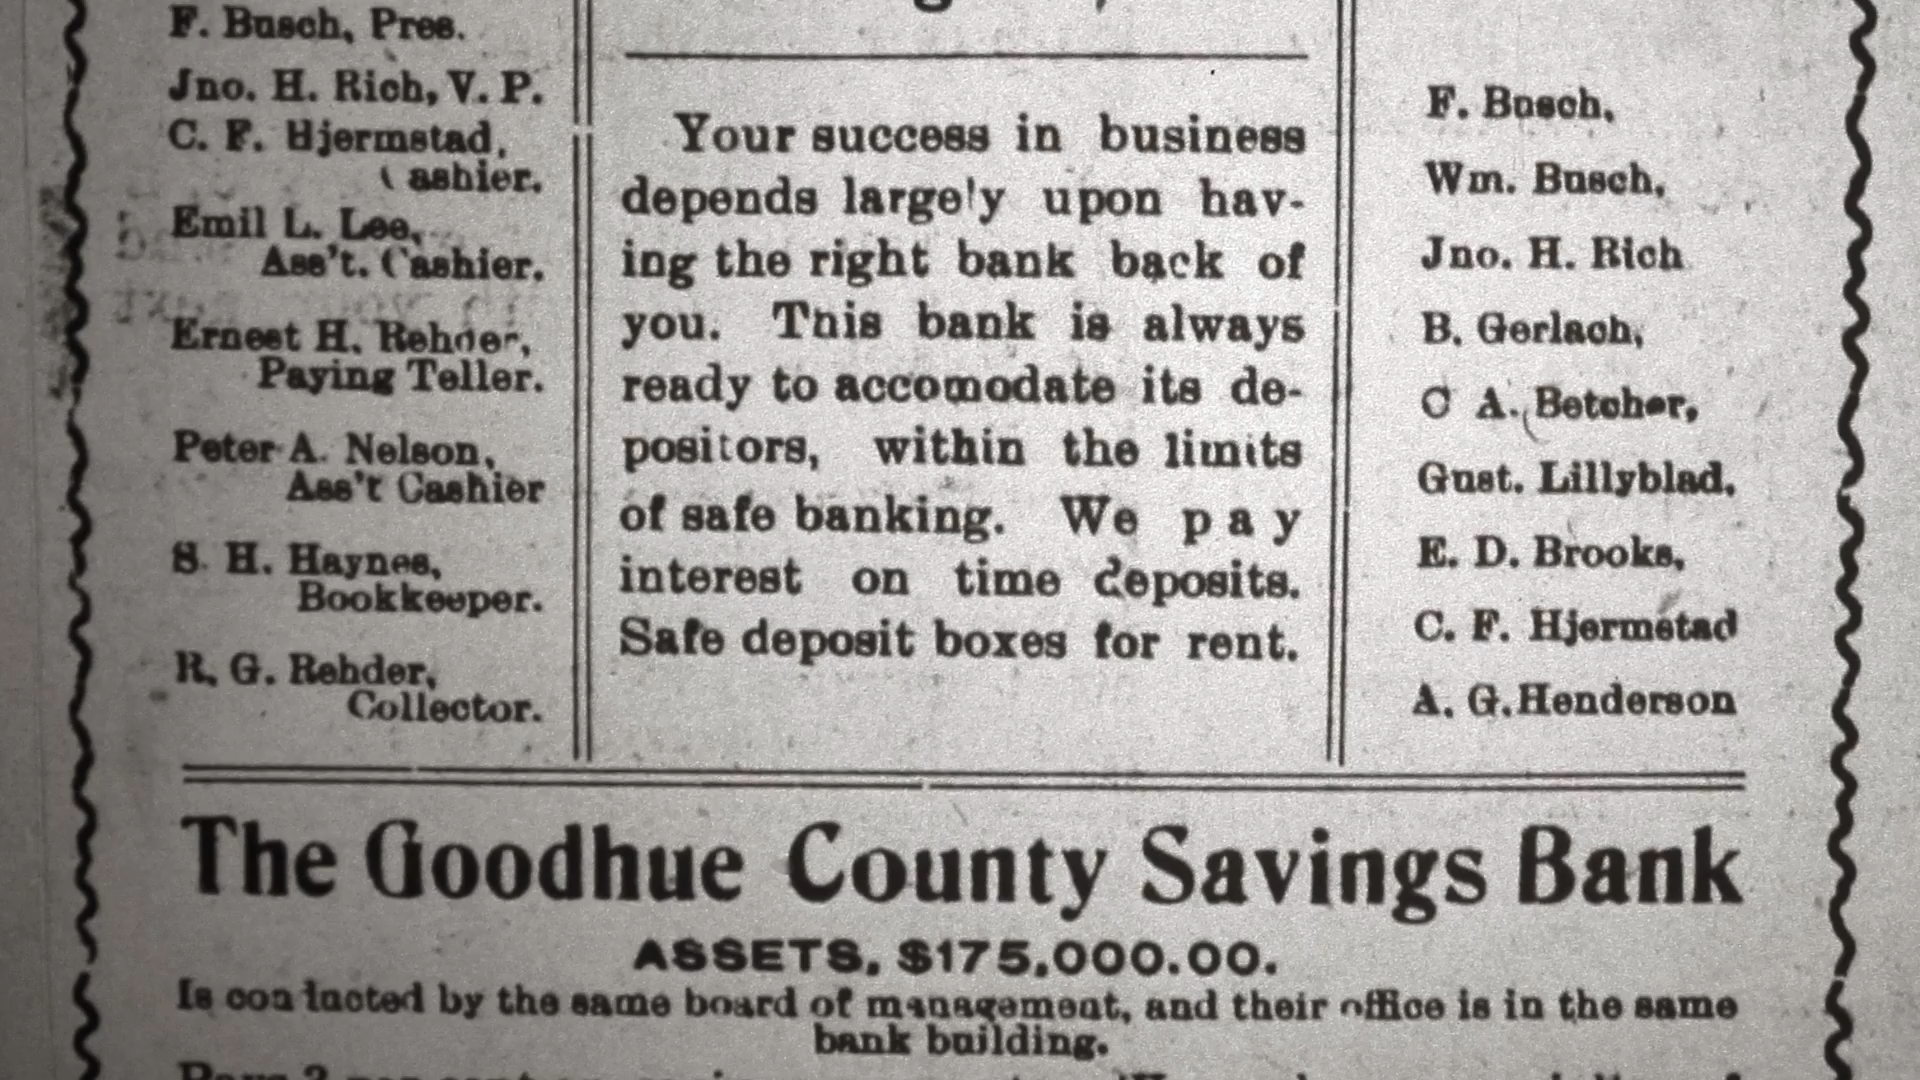 F. Busch, Pres.
Jno. H. Rich, V. P.
C. F. Hjermstad,
Cashier.
Emil L. Lee,
Ass't. Cashier.
Ernest H. Rehder,
Paying Teller.
Peter A. Nelson,
Ass't Cashier
S. H. Haynes,
Bookkeeper.
R. G. Rehder,
Collector.
Your success in business
depends largely upon hav-
ing the right bank back of
you. This bank is always
ready to accomodate its de-
positors, within the limits
of safe banking. We pay
interest on time deposits.
Safe deposit boxes for rent.
F. Busch,
Wm. Busch,
Jno. H. Rich
B. Gerlach,
C A. Betcher,
Gust. Lillyblad,
E. D. Brooks,
C. F. Hjermstad
A. G. Henderson
The Goodhue County Savings Bank
ASSETS, $175,000.00.
Is conducted by the same board of management, and their office is in the same
bank building.